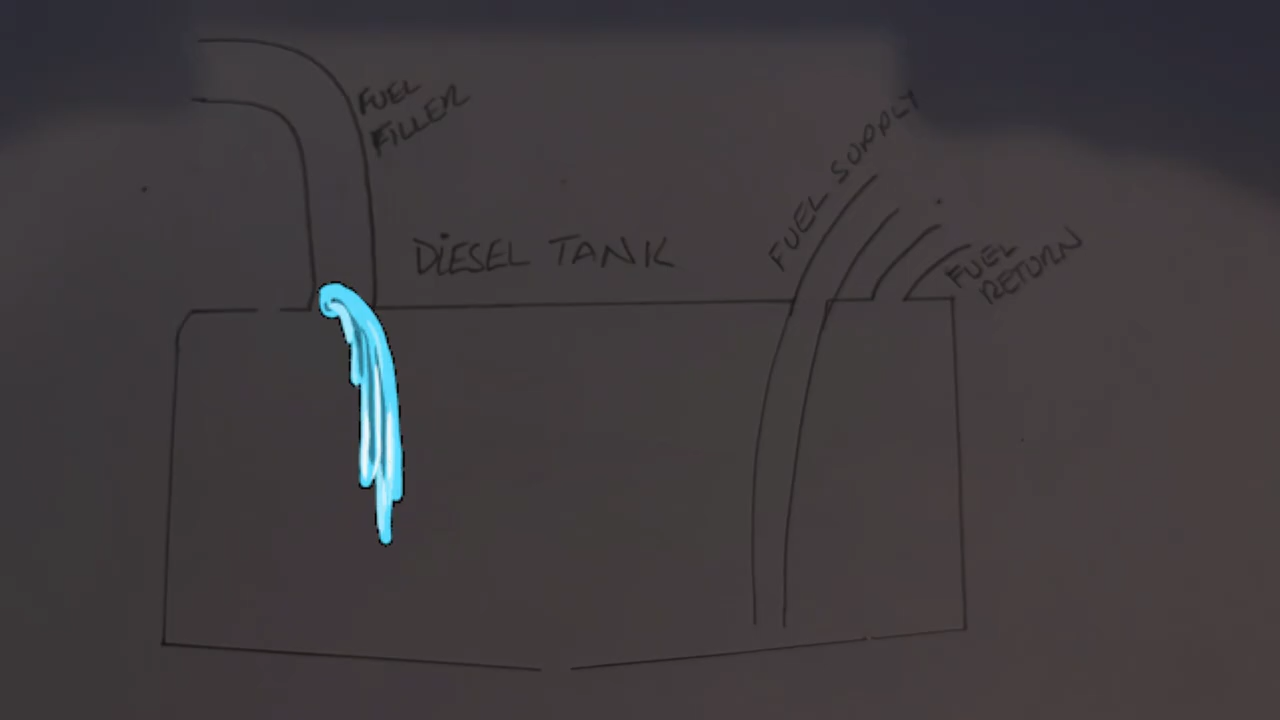 FUEL
FILLER
DIESEL TANK
FUEL SUPPLY
FUEL
RETURN